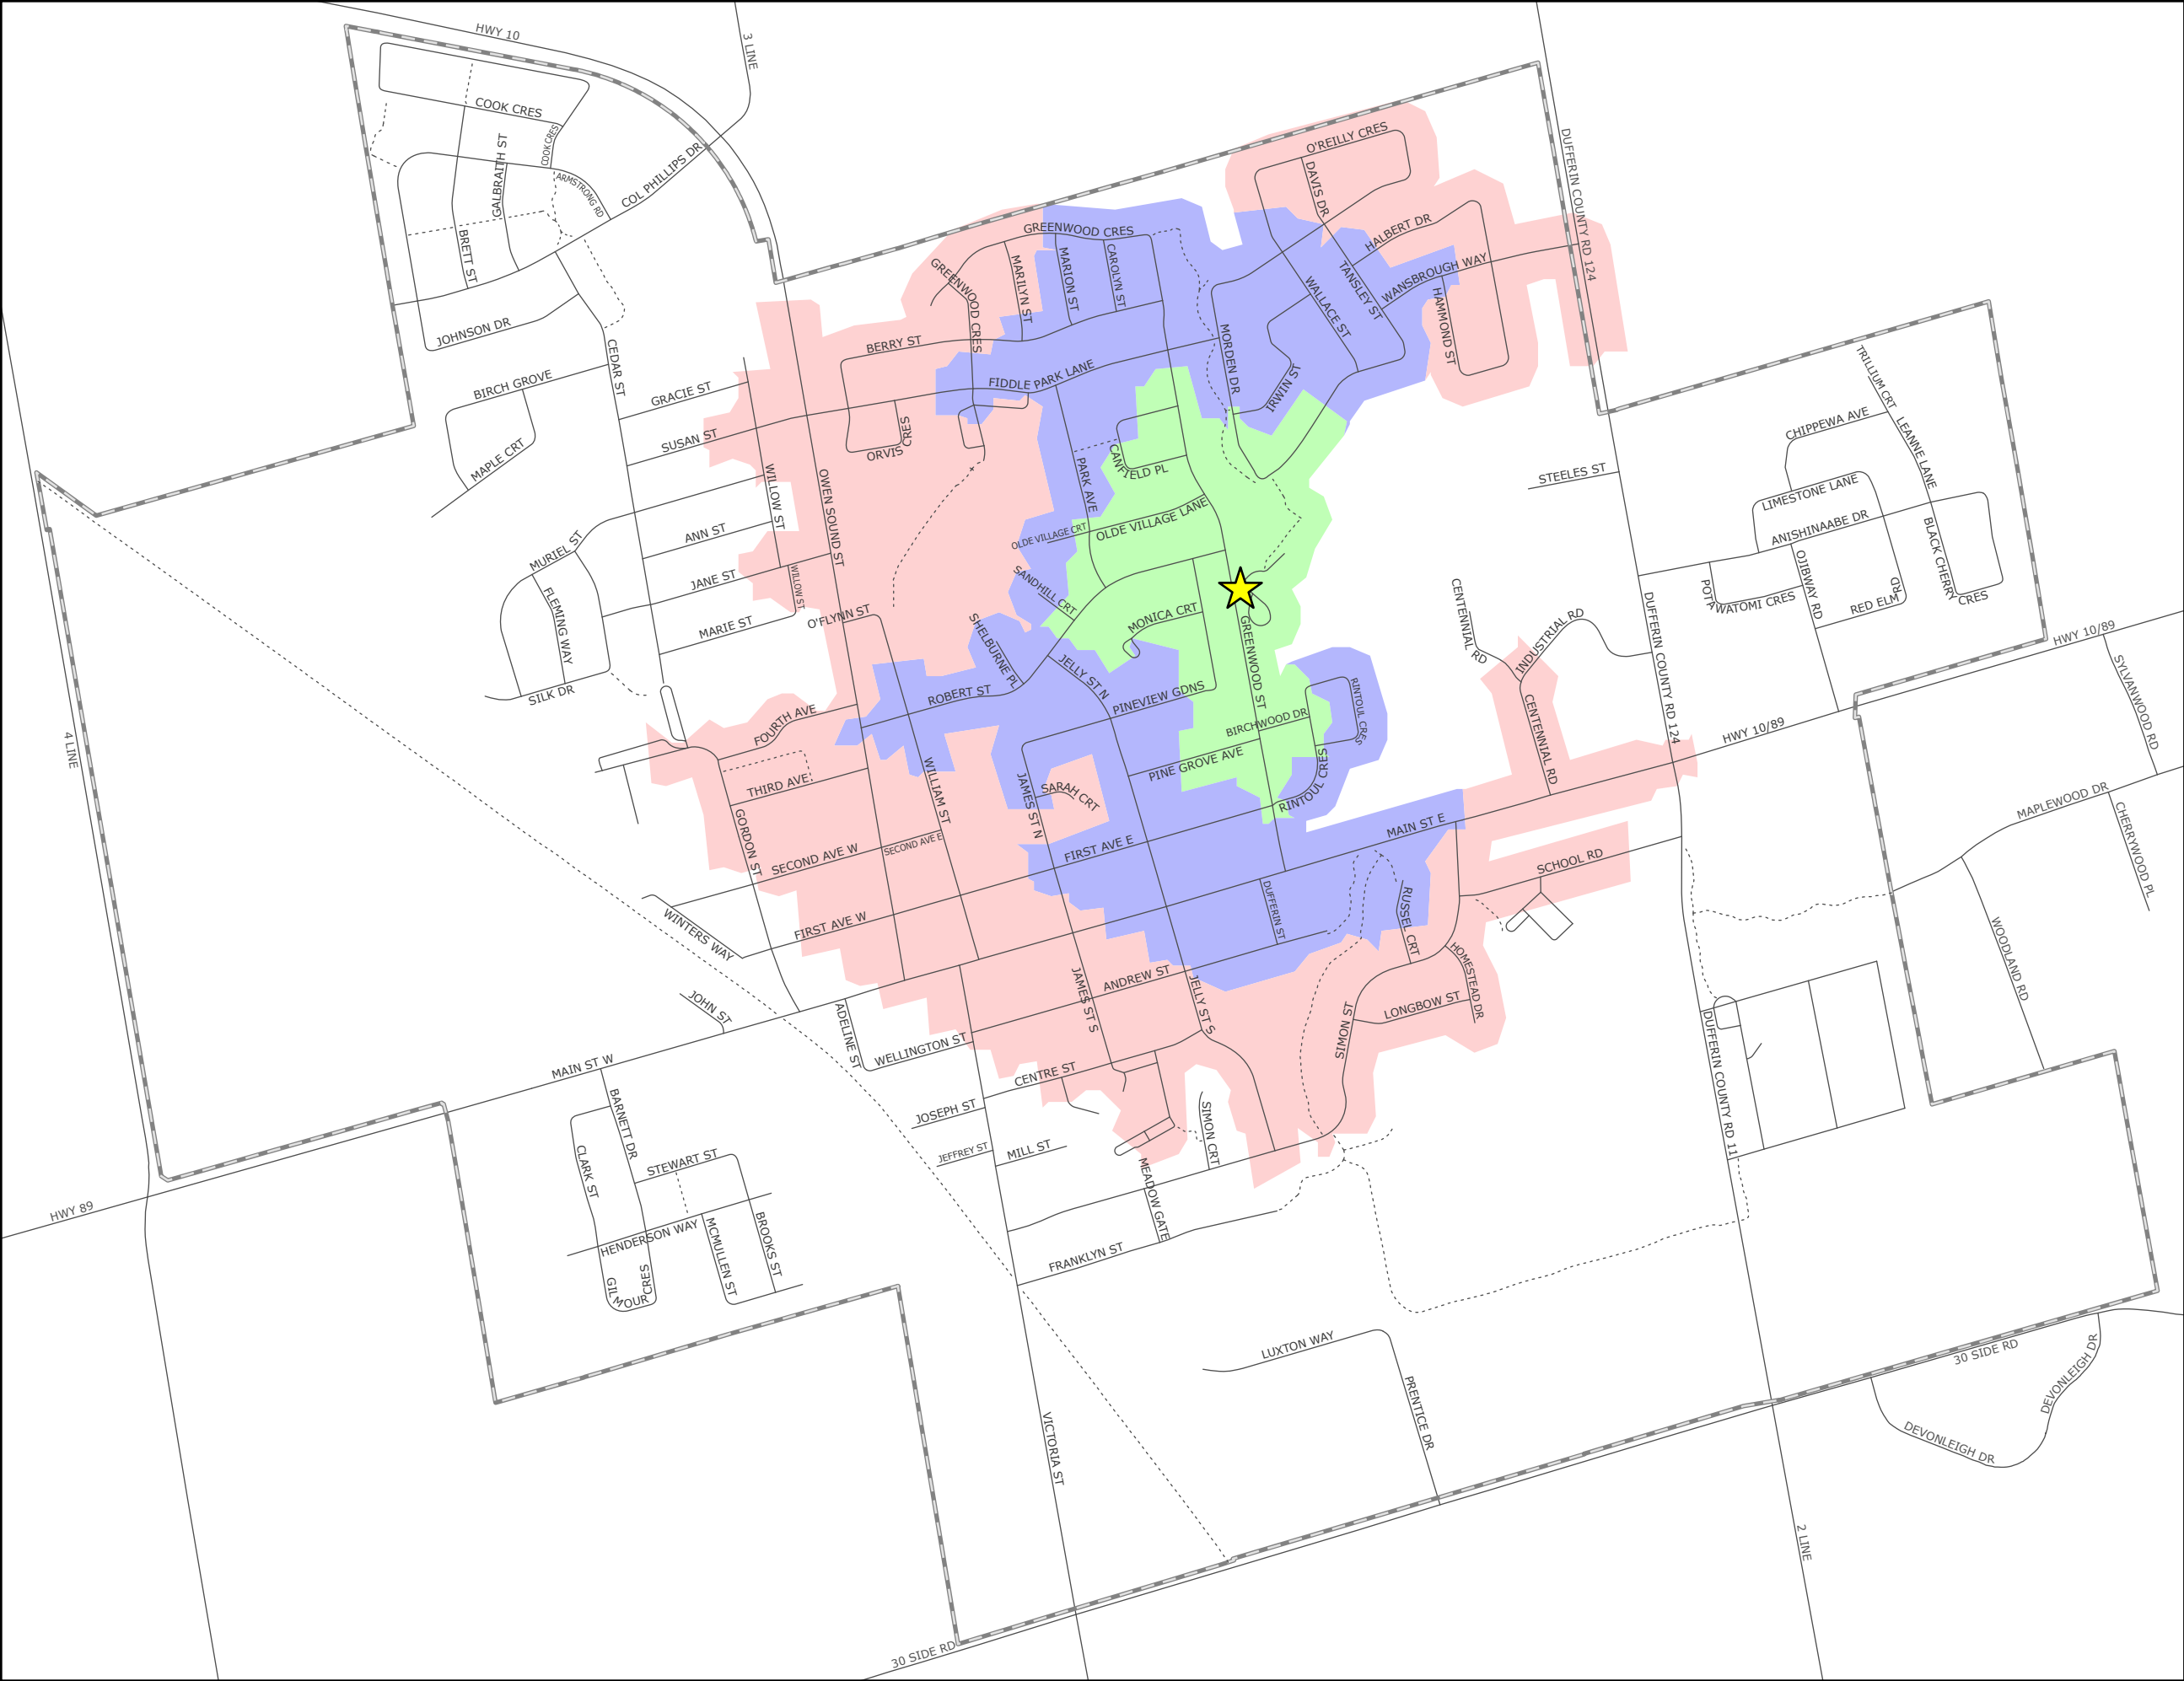 HWY 10
3 LINE
COOK CRES
COOK CRES
GALBRAITH ST
ARMSTRONG RD
COL PHILLIPS DR
BRETT ST
JOHNSON DR
CEDAR ST
BIRCH GROVE
MAPLE CRT
GRACIE ST
SUSAN ST
WILLOW ST
OWEN SOUND ST
MURIEL ST
ANN ST
JANE ST
WILLOW ST
FLEMING WAY
MARIE ST
O'FLYNN ST
SILK DR
4 LINE
O'REILLY CRES
DAVIS DR
HALBERT DR
DUFFERIN COUNTY RD 124
GREENWOOD CRES
GREENWOOD CRES
MARILYN ST
MARION ST
CAROLYN ST
TANSLEY ST
WANSBROUGH WAY
WALLACE ST
HAMMOND ST
BERRY ST
MORDEN DR
FIDDLE PARK LANE
IRWIN ST
ORVIS
CRES
PARK AVE
CANFIELD PL
OLDE VILLAGE CRT
OLDE VILLAGE LANE
SANDHILL CRT
MONICA CRT
SHELBURNE PL
JELLY ST N
GREENWOOD ST
ROBERT ST
PINEVIEW GDNS
BIRCHWOOD DR
RINTOUL CRES
PINE GROVE AVE
RINTOUL CRES
FOURTH AVE
THIRD AVE
GORDON ST
WILLIAM ST
JAMES ST N
SARAH CRT
SECOND AVE W
SECOND AVE E
FIRST AVE E
FIRST AVE W
WINTERS WAY
MAIN ST E
DUFFERIN ST
RUSSEL CRT
SCHOOL RD
HOMESTEAD DR
LONGBOW ST
SIMON ST
CENTENNIAL
RD
INDUSTRIAL RD
CENTENNIAL RD
STEELES ST
TRILLIUM CRT
CHIPPEWA AVE
LEANNE LANE
LIMESTONE LANE
ANISHINAABE DR
BLACK CHERRY
CRES
OJIBWAY RD
POTAWATOMI CRES
RED ELM
RD
DUFFERIN COUNTY RD 124
HWY 10/89
HWY 10/89
SYLVANWOOD RD
MAPLEWOOD DR
CHERRYWOOD PL
WOODLAND RD
JOHN ST
ADELINE ST
WELLINGTON ST
ANDREW ST
JAMES ST S
JELLY ST S
CENTRE ST
JOSEPH ST
JEFFREY ST
MILL ST
SIMON CRT
MEADOW GATE
FRANKLYN ST
MAIN ST W
BARNETT DR
CLARK ST
STEWART ST
HENDERSON WAY
MCMULLEN ST
BROOKS ST
GILMOUR
CRES
HWY 89
DUFFERIN COUNTY RD 11
LUXTON WAY
PRENTICE DR
VICTORIA ST
30 SIDE RD
DEVONLEIGH DR
DEVONLEIGH DR
2 LINE
30 SIDE RD